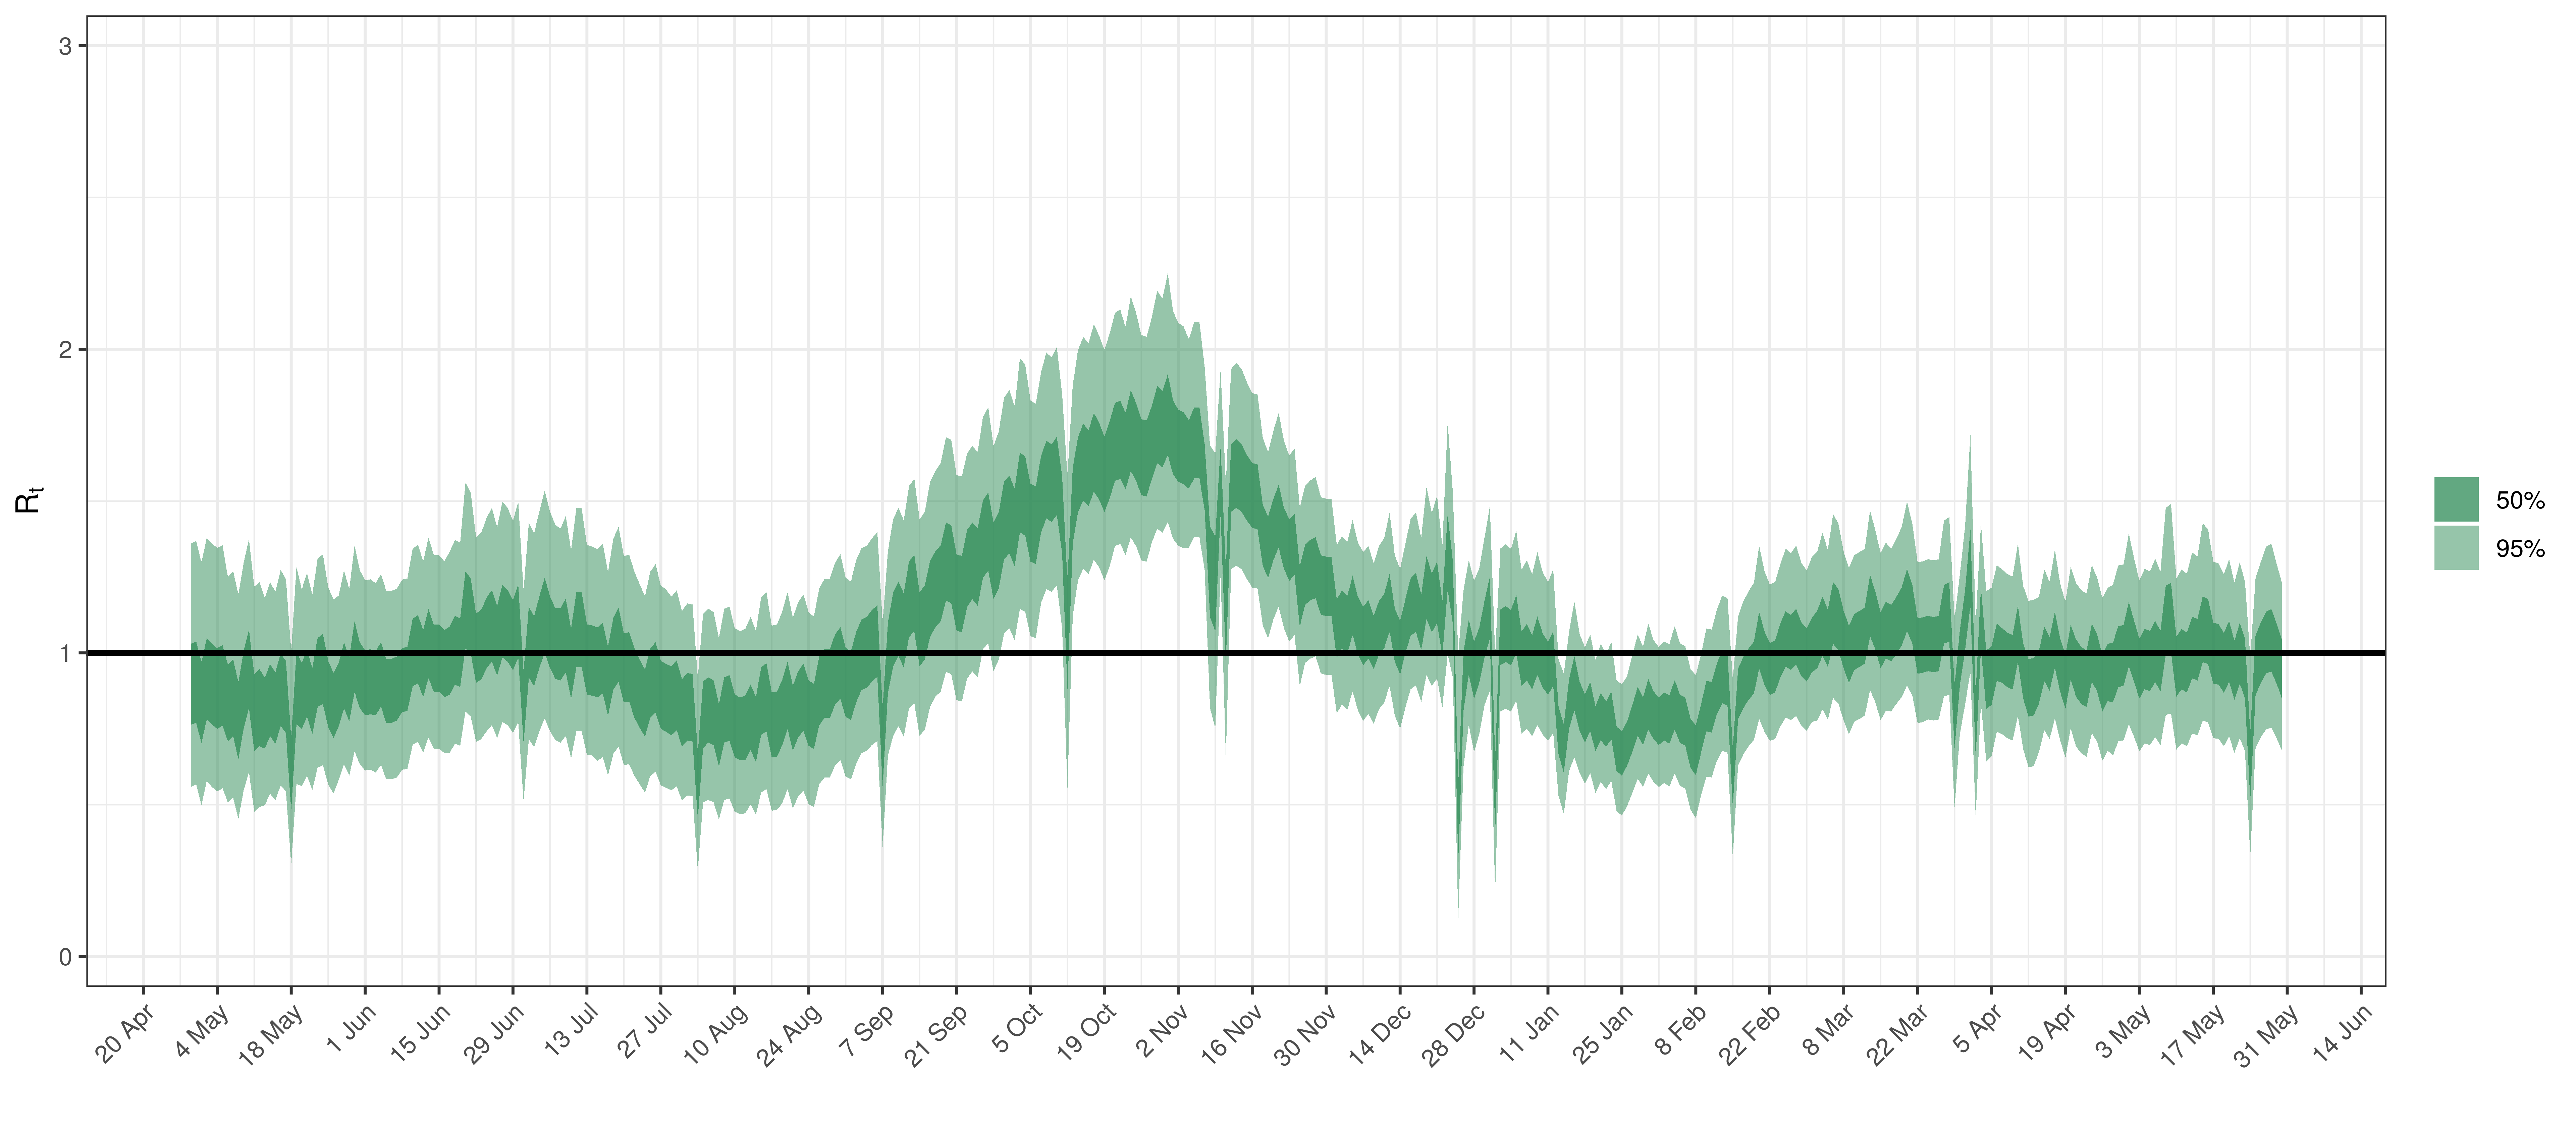 3
2
1
0
Rt
20 Apr
4 May
18 May
1 Jun
15 Jun
29 Jun
13 Jul
27 Jul
10 Aug
24 Aug
7 Sep
21 Sep
5 Oct
19 Oct
2 Nov
16 Nov
30 Nov
14 Dec
28 Dec
11 Jan
25 Jan
8 Feb
22 Feb
8 Mar
22 Mar
5 Apr
19 Apr
3 May
17 May
31 May
14 Jun
50%
95%